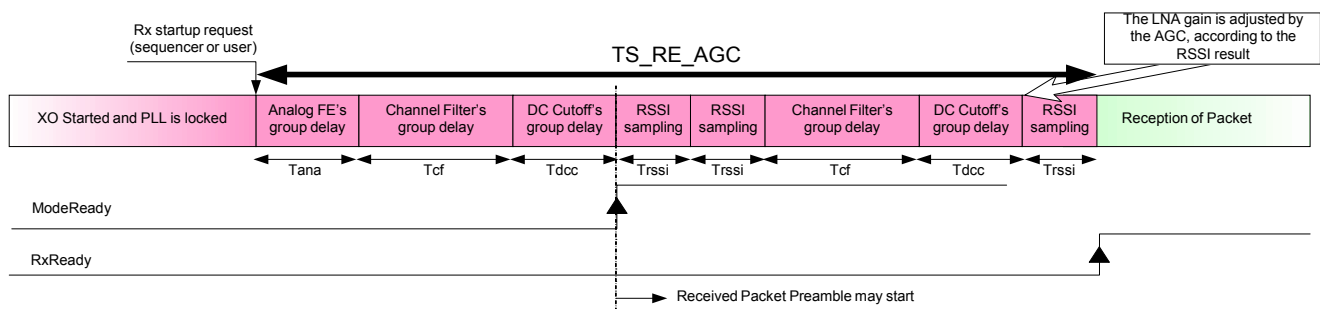 Rx startup request
(sequencer or user)
TS_RE_AGC
The LNA gain is adjusted by
the AGC, according to the
RSSI result
XO Started and PLL is locked
Analog FE's
group delay
Channel Filter's
group delay
DC Cutoff's
group delay
RSSI
sampling
RSSI
sampling
Channel Filter's
group delay
DC Cutoff's
group delay
RSSI
sampling
Reception of Packet
Tana
Tcf
Tdcc
Trssi
Trssi
Tcf
Tdcc
Trssi
ModeReady
RxReady
Received Packet Preamble may start